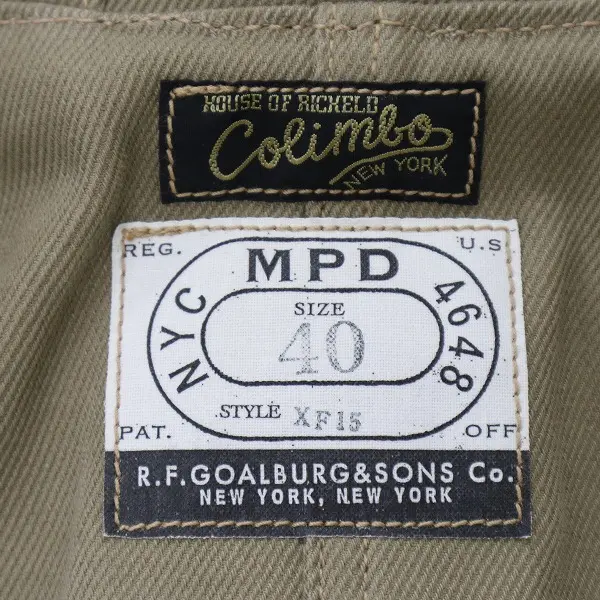 HOUSE OF RICKELD
Colimbo
NEW YORK
REG. U.S
MPD
NYC 4648
SIZE
40
STYLE XF15
PAT. OFF
R.F.GOALBURG&SONS Co.
NEW YORK, NEW YORK